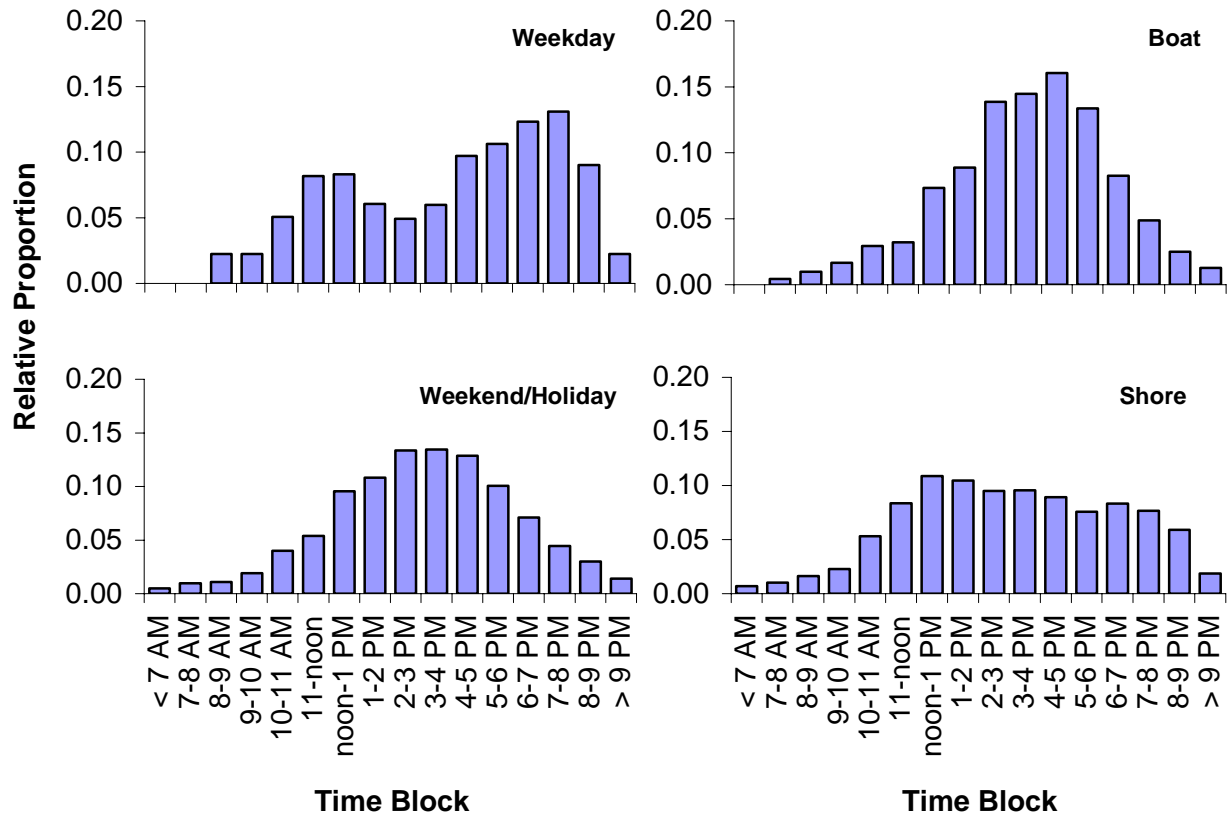 Relative Proportion
Weekday
0.20
0.15
0.10
0.05
0.00
Boat
0.20
0.15
0.10
0.05
0.00
Weekend/Holiday
0.20
0.15
0.10
0.05
0.00
< 7 AM
7-8 AM
8-9 AM
9-10 AM
10-11 AM
11-noon
noon-1 PM
1-2 PM
2-3 PM
3-4 PM
4-5 PM
5-6 PM
6-7 PM
7-8 PM
8-9 PM
> 9 PM
Time Block
Shore
0.20
0.15
0.10
0.05
0.00
< 7 AM
7-8 AM
8-9 AM
9-10 AM
10-11 AM
11-noon
noon-1 PM
1-2 PM
2-3 PM
3-4 PM
4-5 PM
5-6 PM
6-7 PM
7-8 PM
8-9 PM
> 9 PM
Time Block